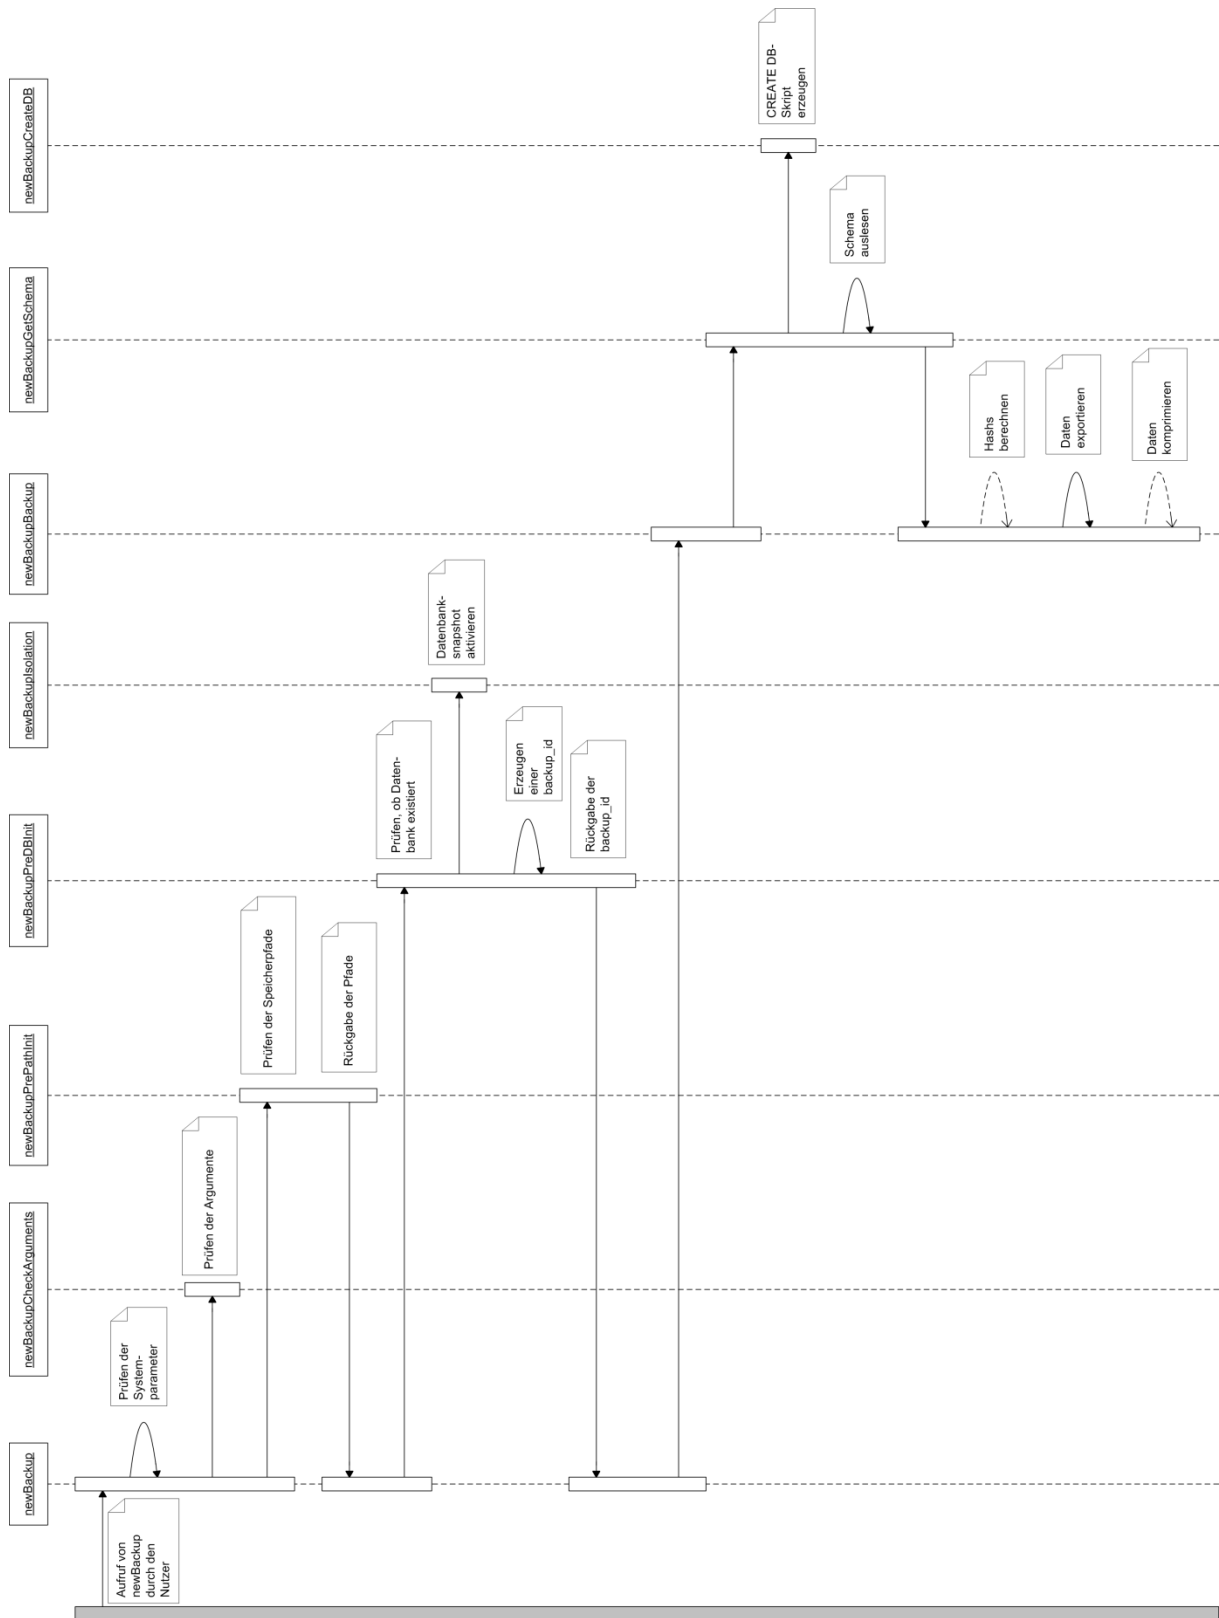 newBackup
newBackupCheckArguments
newBackupPrePathInit
newBackupPreDBInit
newBackupIsolation
newBackupBackup
newBackupGetSchema
newBackupCreateDB
Aufruf von
newBackup
durch den
Nutzer
Prüfen der
System-
parameter
Prüfen der Argumente
Prüfen der Speicherpfade
Rückgabe der Pfade
Prüfen, ob Daten-
bank existiert
Datenbank-
snapshot
aktivieren
Erzeugen
einer
backup_id
Rückgabe der
backup_id
CREATE DB-
Skript
erzeugen
Schema
auslesen
Hashs
berechnen
Daten
exportieren
Daten
komprimieren